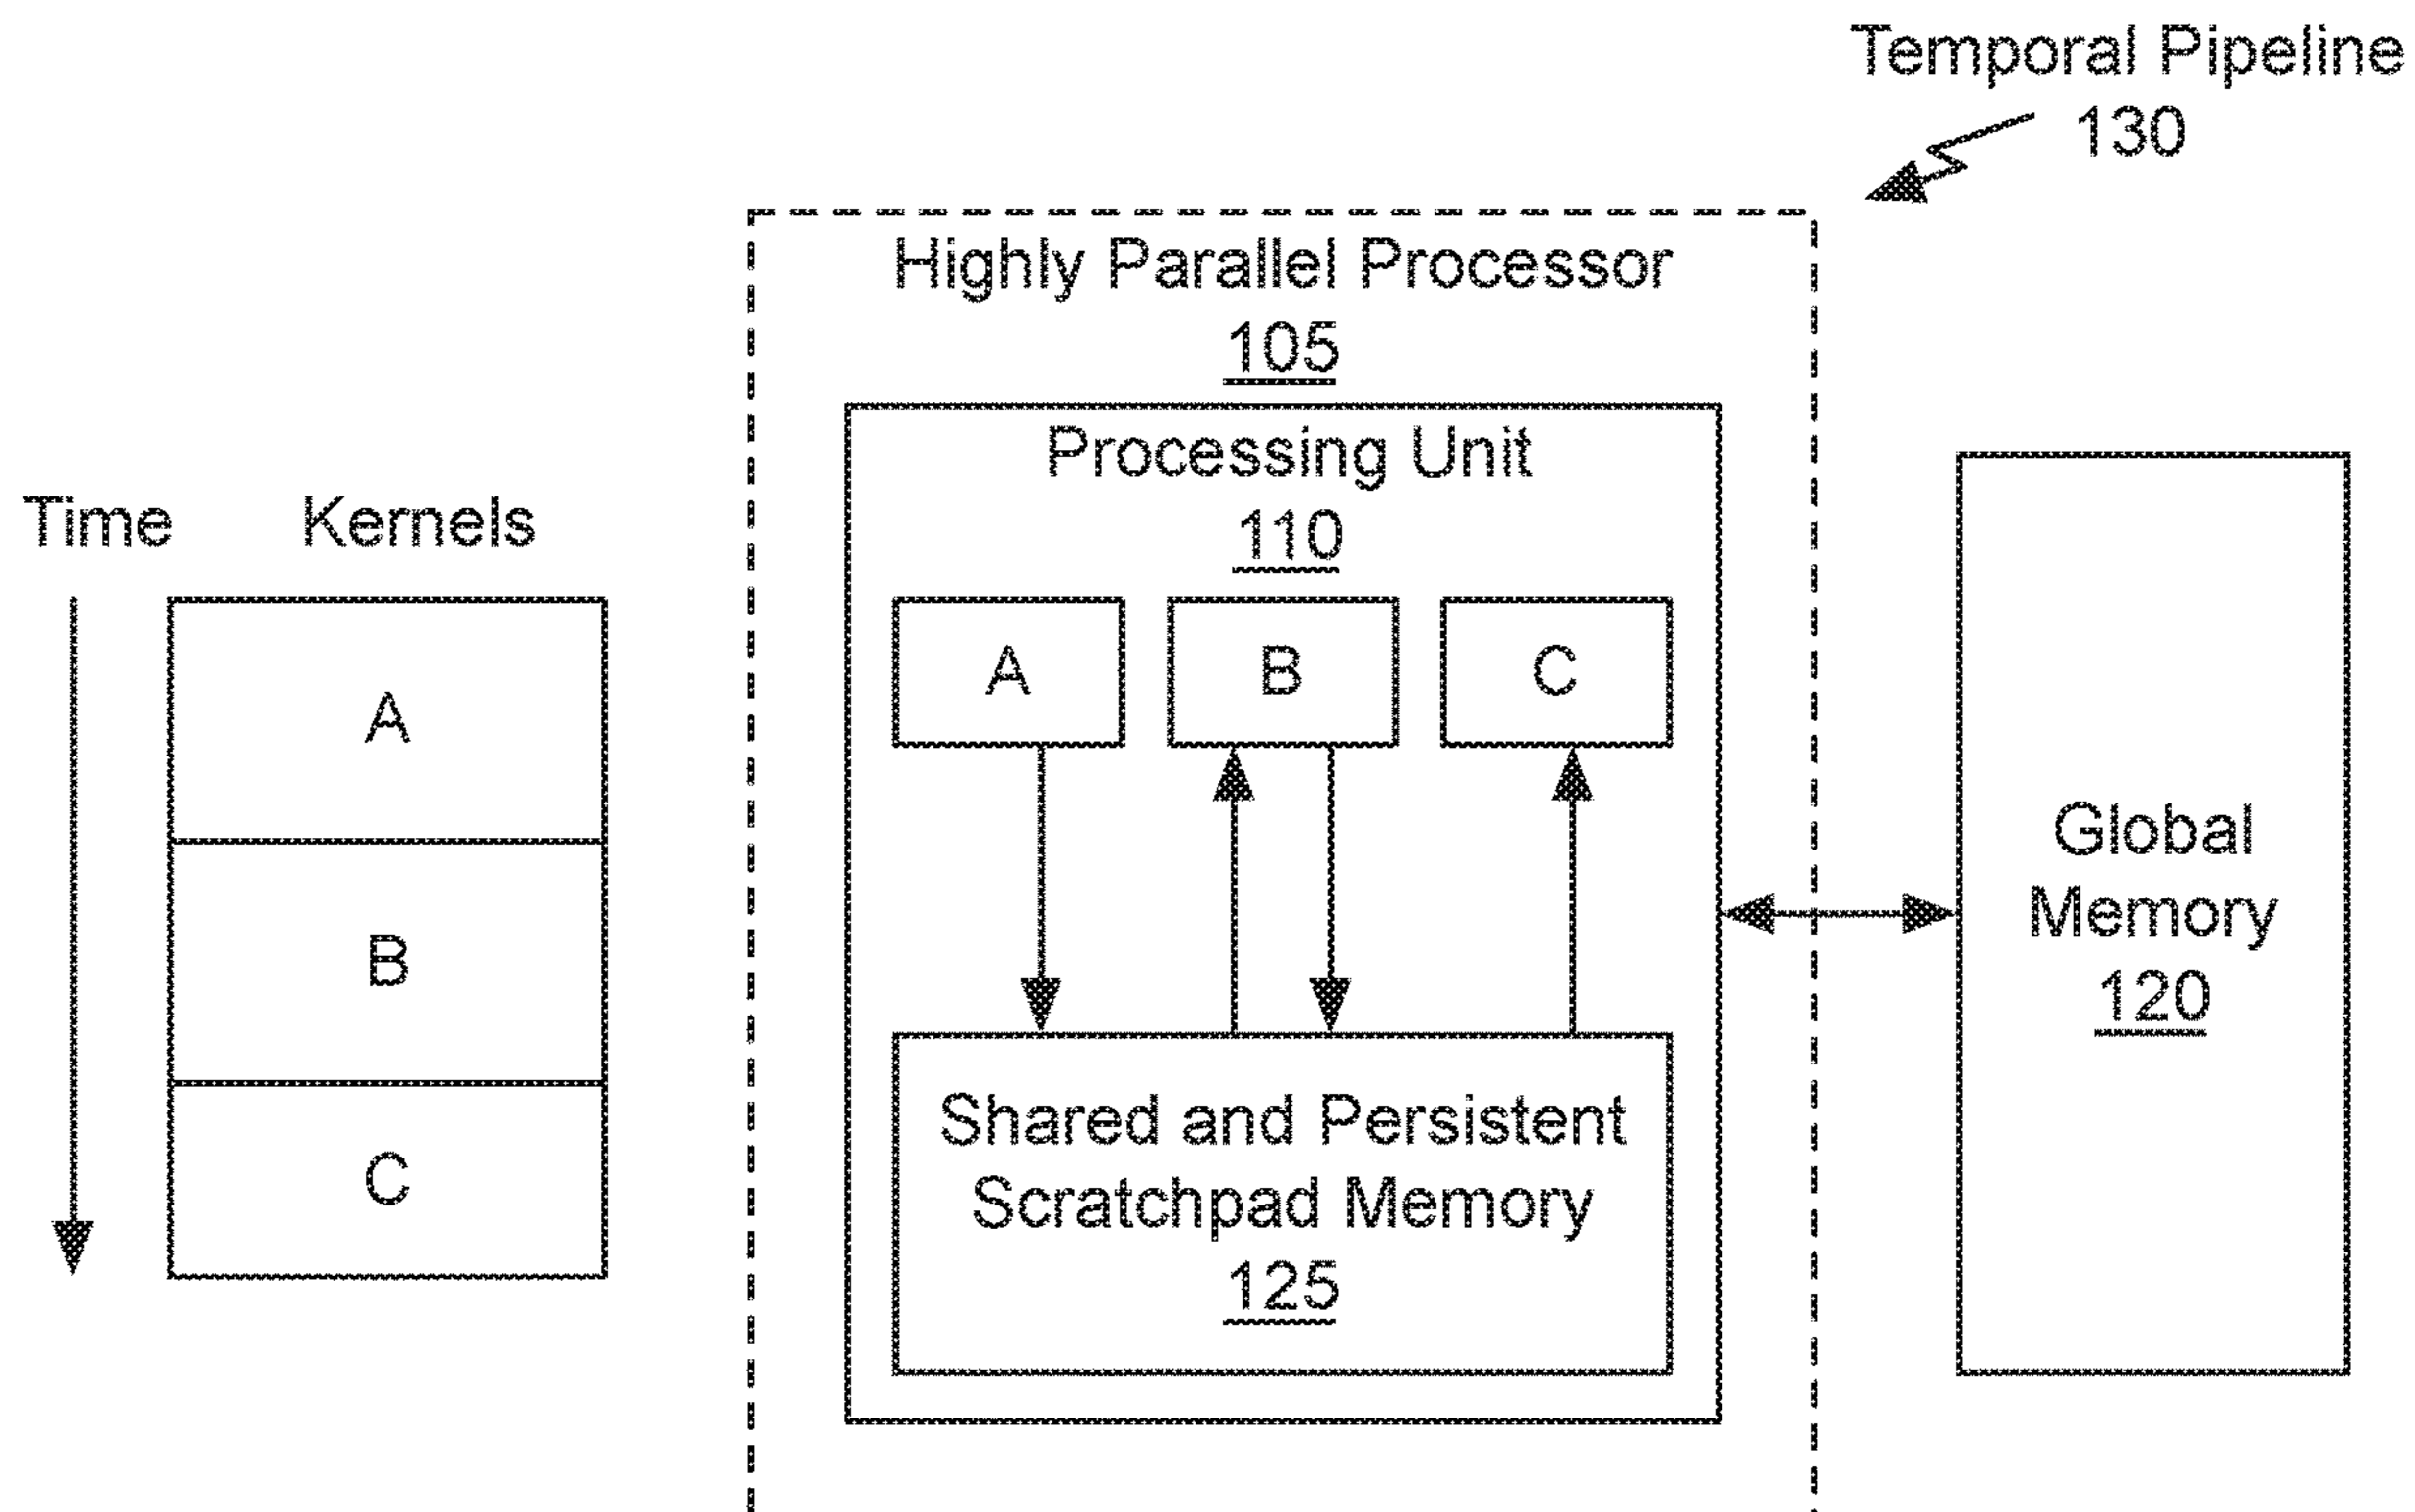 Temporal Pipeline
130
Highly Parallel Processor
105
Processing Unit
110
Time
Kernels
A
B
C
A
B
C
Shared and Persistent
Scratchpad Memory
125
Global
Memory
120